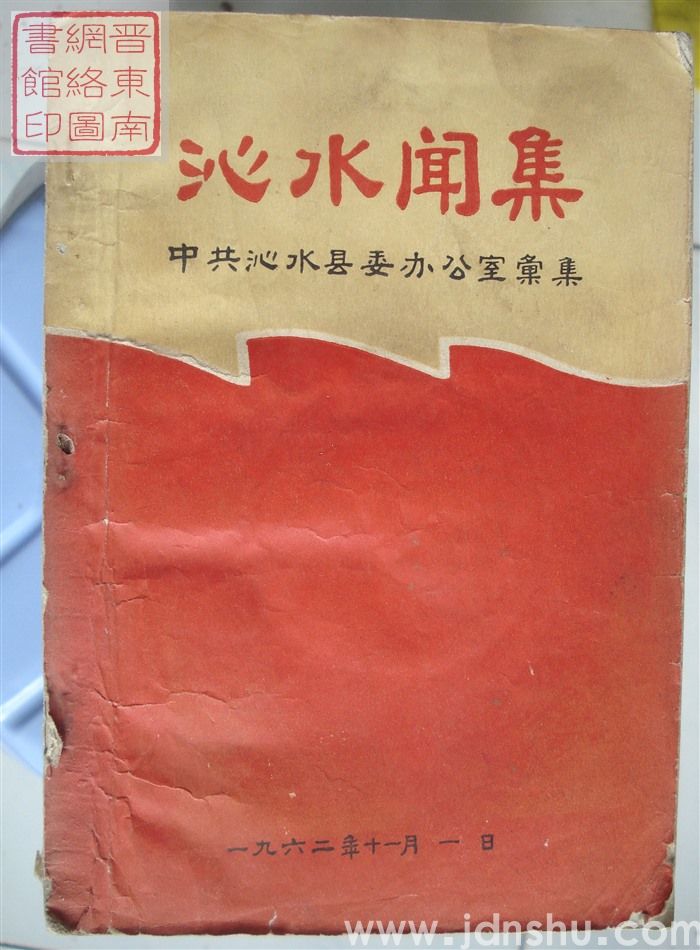 晋東南
網絡圖
書館印
沁水闻集
中共沁水县委办公室彙集
一九六二年十一月一日
www.jdnshu.com